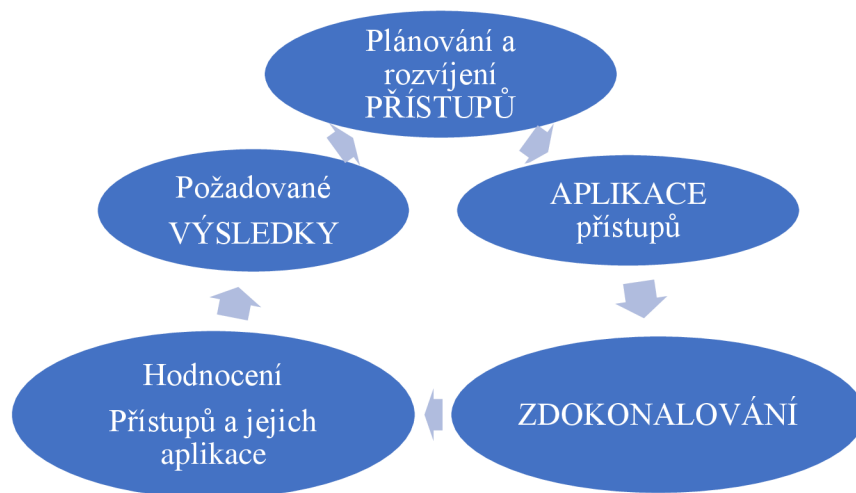 Plánování a
rozvíjení
PŘÍSTUPŮ
Požadované
VÝSLEDKY
APLIKACE
přístupů
Hodnocení
Přístupů a jejich
aplikace
ZDOKONALOVÁNÍ